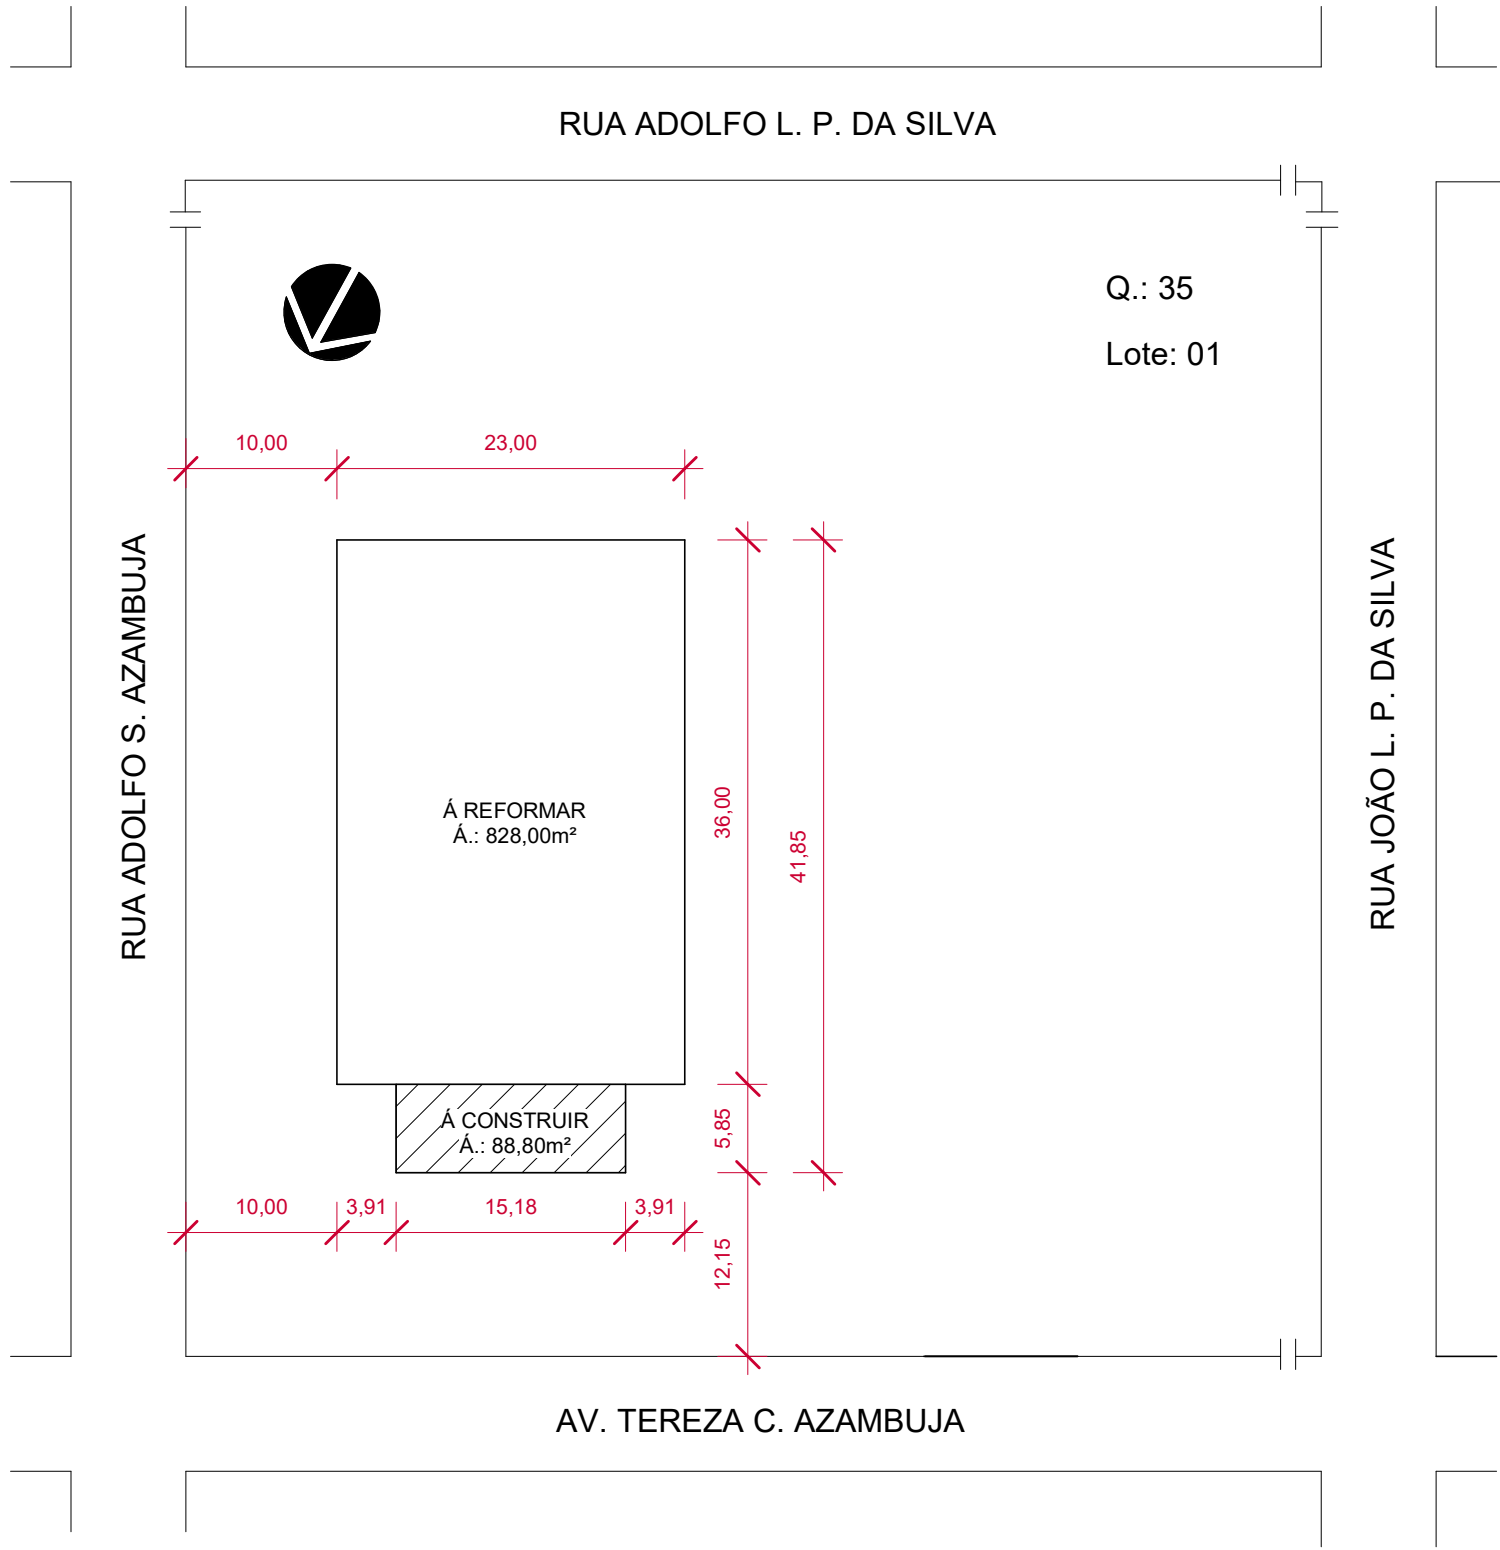 RUA ADOLFO L. P. DA SILVA
Q.: 35
Lote: 01
10,00
23,00
RUA ADOLFO S. AZAMBUJA
RUA JOÃO L. P. DA SILVA
Á REFORMAR
Á.: 828,00m²
36,00
41,85
Á CONSTRUIR
Á.: 88,80m²
5,85
10,00
3,91
15,18
3,91
12,15
AV. TEREZA C. AZAMBUJA